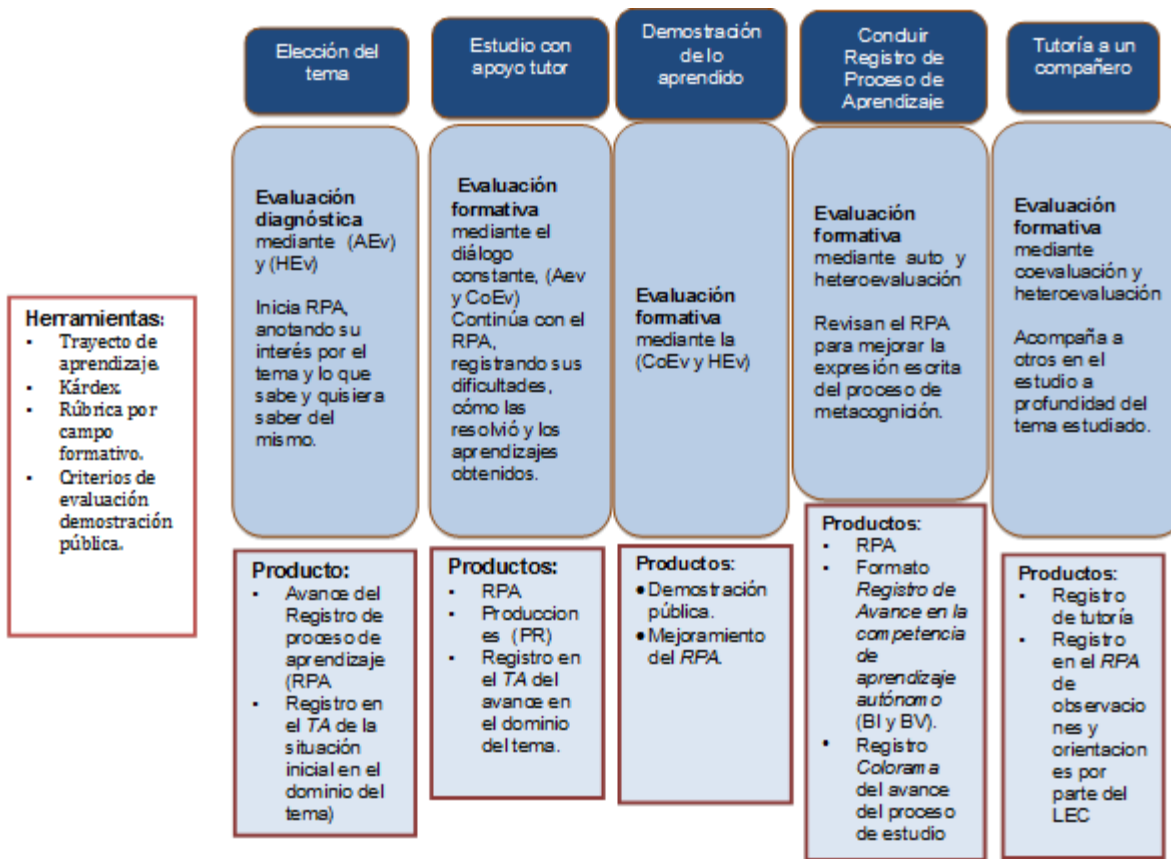 Elección del
tema
Estudio con
apoyo tutor
Demostración
de lo
aprendido
Concluir
Registro de
Proceso de
Aprendizaje
Tutoría a un
compañero
Herramientas:
▪ Trayecto de
aprendizaje.
▪ Kárdex.
▪ Rúbrica por
campo
formativo.
▪ Criterios de
evaluación
demostración
pública.
Evaluación
diagnóstica
mediante (AEv)
y (HEv)
Inicia RPA,
anotando su
interés por el
tema y lo que
sabe y quisiera
saber del
mismo.
Evaluación
formativa
mediante el
diálogo
constante, (Aev
y CoEv)
Continúa con el
RPA,
registrando sus
dificultades,
cómo las
resolvió y los
aprendizajes
obtenidos.
Evaluación
formativa
mediante la
(CoEv y HEv)
Evaluación
formativa
mediante auto y
heteroevaluación
Revisan el RPA
para mejorar la
expresión escrita
del proceso de
metacognición.
Evaluación
formativa
mediante
coevaluación y
heteroevaluación
Acompaña a
otros en el
estudio a
profundidad del
tema estudiado.
Producto:
▪ Avance del
Registro de
proceso de
aprendizaje
(RPA
▪ Registro en
el TA de la
situación
inicial en el
dominio del
tema)
Productos:
▪ RPA
▪ Produccion
es (PR)
▪ Registro en
el TA del
avance en
el dominio
del tema.
Productos:
• Demostración
pública.
• Mejoramiento
del RPA.
Productos:
▪ RPA
▪ Formato
Registro de
Avance en la
competencia
de
aprendizaje
autónomo
(BI y BV).
• Registro
Colorama
del avance
del proceso
de estudio
Productos:
▪ Registro
de tutoría
▪ Registro
en el RPA
de
observacio
nes y
orientacion
es por
parte del
LEC